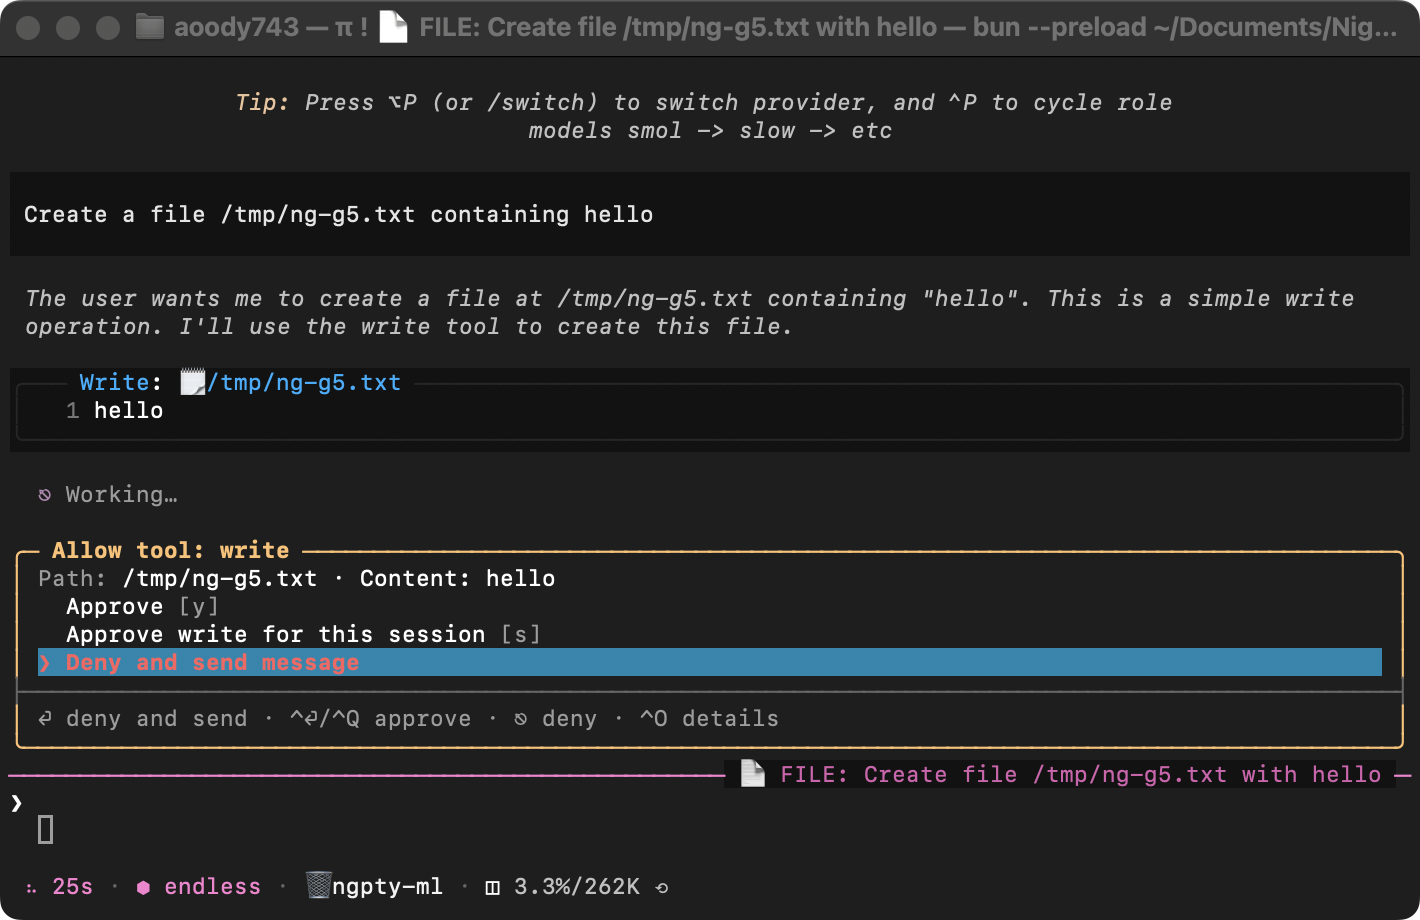 aoody743 — π ! 📄 FILE: Create file /tmp/ng-g5.txt with hello — bun --preload ~/Documents/Nig...
Tip: Press ⌥P (or /switch) to switch provider, and ^P to cycle role
models smol -> slow -> etc
Create a file /tmp/ng-g5.txt containing hello
The user wants me to create a file at /tmp/ng-g5.txt containing "hello". This is a simple write
operation. I'll use the write tool to create this file.
Write: /tmp/ng-g5.txt
1 hello
⎋ Working…
Allow tool: write
Path: /tmp/ng-g5.txt · Content: hello
Approve [y]
Approve write for this session [s]
❯ Deny and send message
⏎ deny and send · ^⏎/^Q approve · ⎋ deny · ^O details
📄 FILE: Create file /tmp/ng-g5.txt with hello
❯
25s · ⬢ endless · 🗑ngpty-ml · ◫ 3.3%/262K ⟲